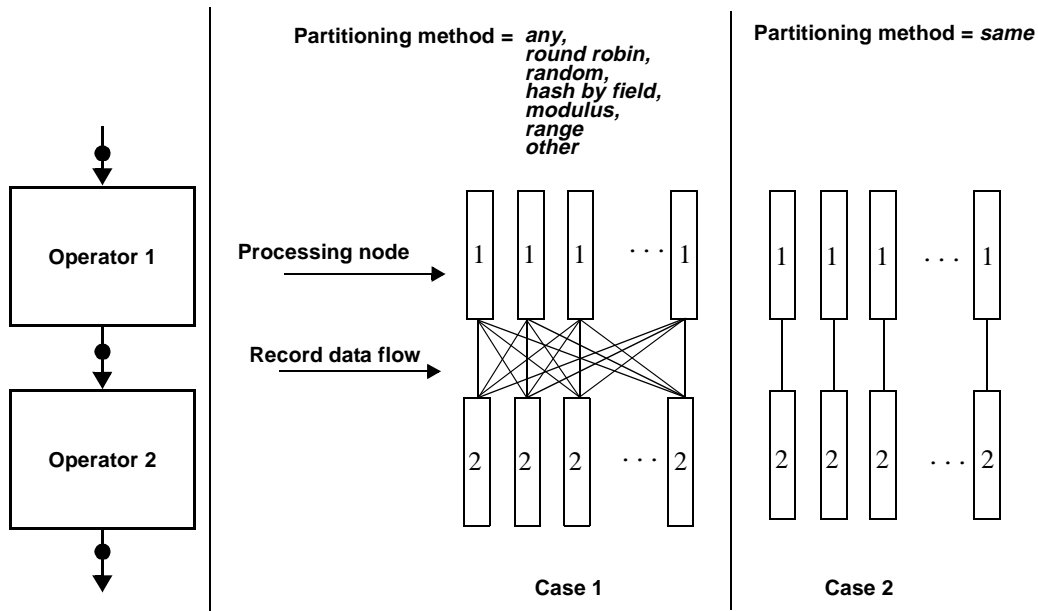 Partitioning method = any,
round robin,
random,
hash by field,
modulus,
range
other
Partitioning method = same
Operator 1
Operator 2
Processing node
Record data flow
1 1 1 . . . 1
2 2 2 . . . 2
Case 1
1 1 1 . . . 1
2 2 2 . . . 2
Case 2